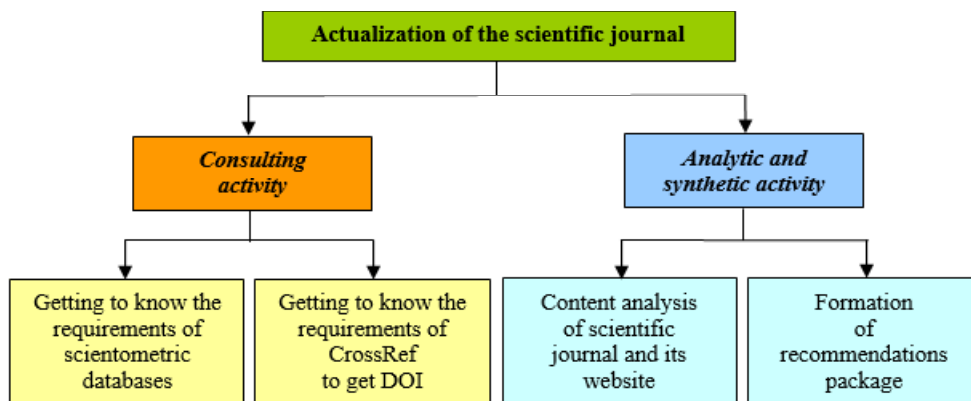 Actualization of the scientific journal
Consulting
activity
Analytic and
synthetic activity
Getting to know the
requirements of
scientometric
databases
Getting to know the
requirements of
CrossRef
to get DOI
Content analysis
of scientific
journal and its
website
Formation
of
recommendations
package